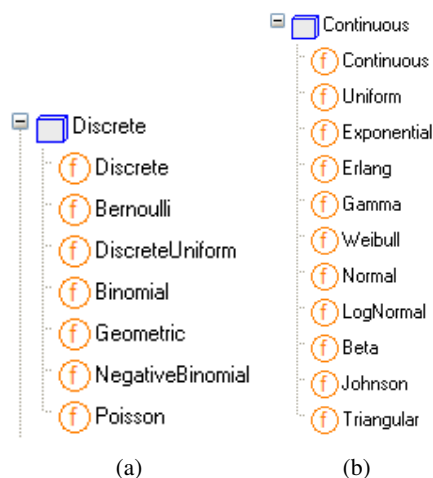 Discrete
f Discrete
f Bernoulli
f DiscreteUniform
f Binomial
f Geometric
f NegativeBinomial
f Poisson
(a)
Continuous
f Continuous
f Uniform
f Exponential
f Erlang
f Gamma
f Weibull
f Normal
f LogNormal
f Beta
f Johnson
f Triangular
(b)